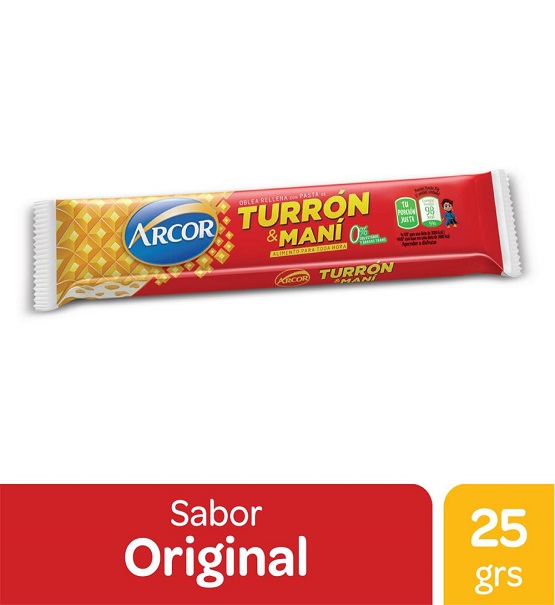 OBLEA RELLENA CON PASTA DE
TURRÓN
& MANÍ
ALIMENTO PARA TODA HORA
0%
ARCOR
TU
PORCIÓN
JUSTA
99
ARCOR
TURRÓN
& MANÍ
Sabor
Original
25
grs